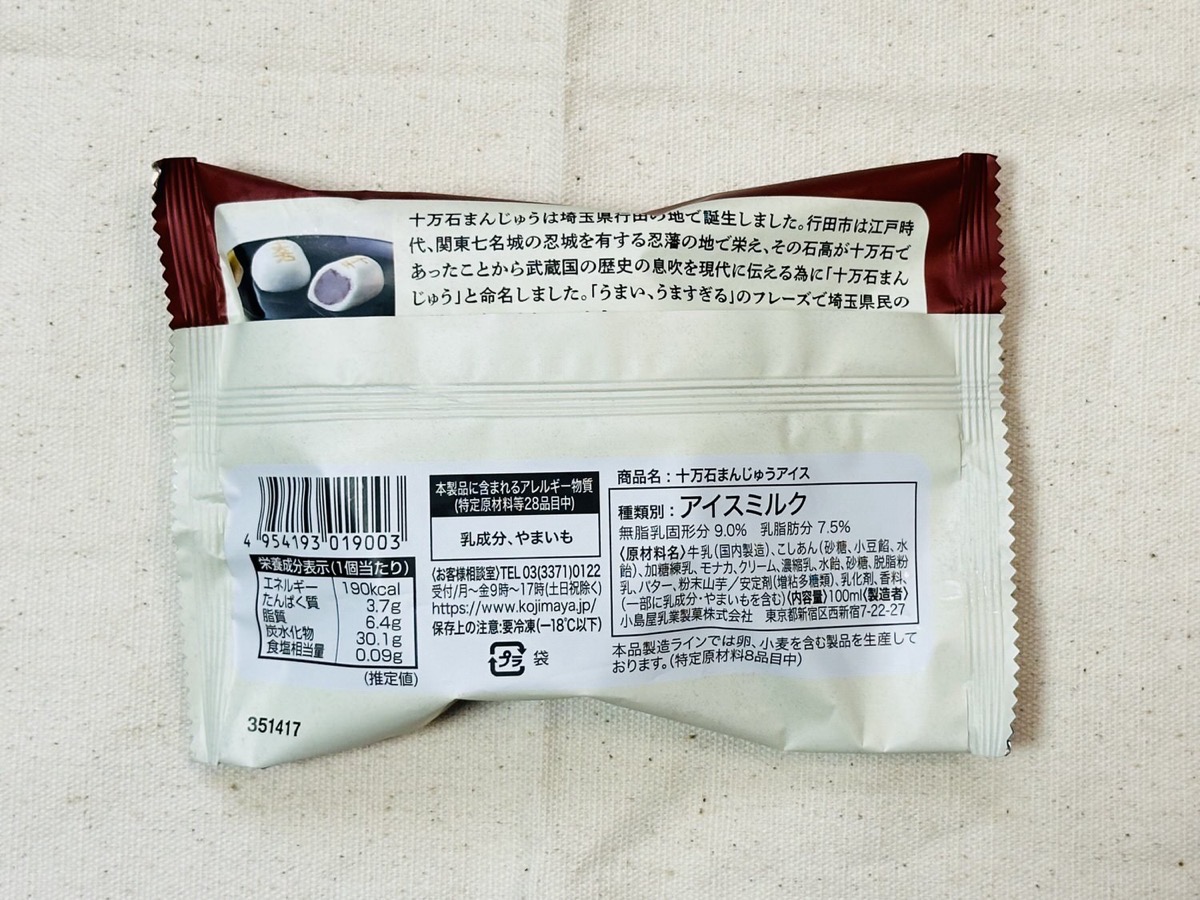 十万石まんじゅうは埼玉県行田の地で誕生しました。行田市は江戸時
代、関東七名城の忍城を有する忍藩の地で栄え、その石高が十万石で
あったことから武蔵国の歴史の息吹を現代に伝える為に「十万石まん
じゅう」と命名しました。「うまい、うますぎる」のフレーズで埼玉県民の
4 954193 019003
栄養成分表示(1個当たり)
エネルギー 190kcal
たんぱく質 3.7g
脂質 6.4g
炭水化物 30.1g
食塩相当量 0.09g
(推定値)
351417
本製品に含まれるアレルギー物質
(特定原材料等28品目中)
乳成分、やまいも
〈お客様相談室〉TEL 03(3371)0122
受付/月〜金9時〜17時(土日祝除く)
https://www.kojimaya.jp/
保存上の注意:要冷凍(ー18℃以下)
プラ 袋
商品名：十万石まんじゅうアイス
種類別：アイスミルク
無脂乳固形分 9.0% 乳脂肪分 7.5%
〈原材料名〉牛乳(国内製造)、こしあん(砂糖、小豆餡、水
飴)、加糖練乳、モナカ、クリーム、濃縮乳、水飴、砂糖、脱脂粉
乳、バター、粉末山芋／安定剤(増粘多糖類)、乳化剤、香料、
(一部に乳成分・やまいもを含む)〈内容量〉100ml〈製造者〉
小島屋乳業製菓株式会社 東京都新宿区西新宿7-22-27
本品製造ラインでは卵、小麦を含む製品を生産して
おります。(特定原材料8品目中)